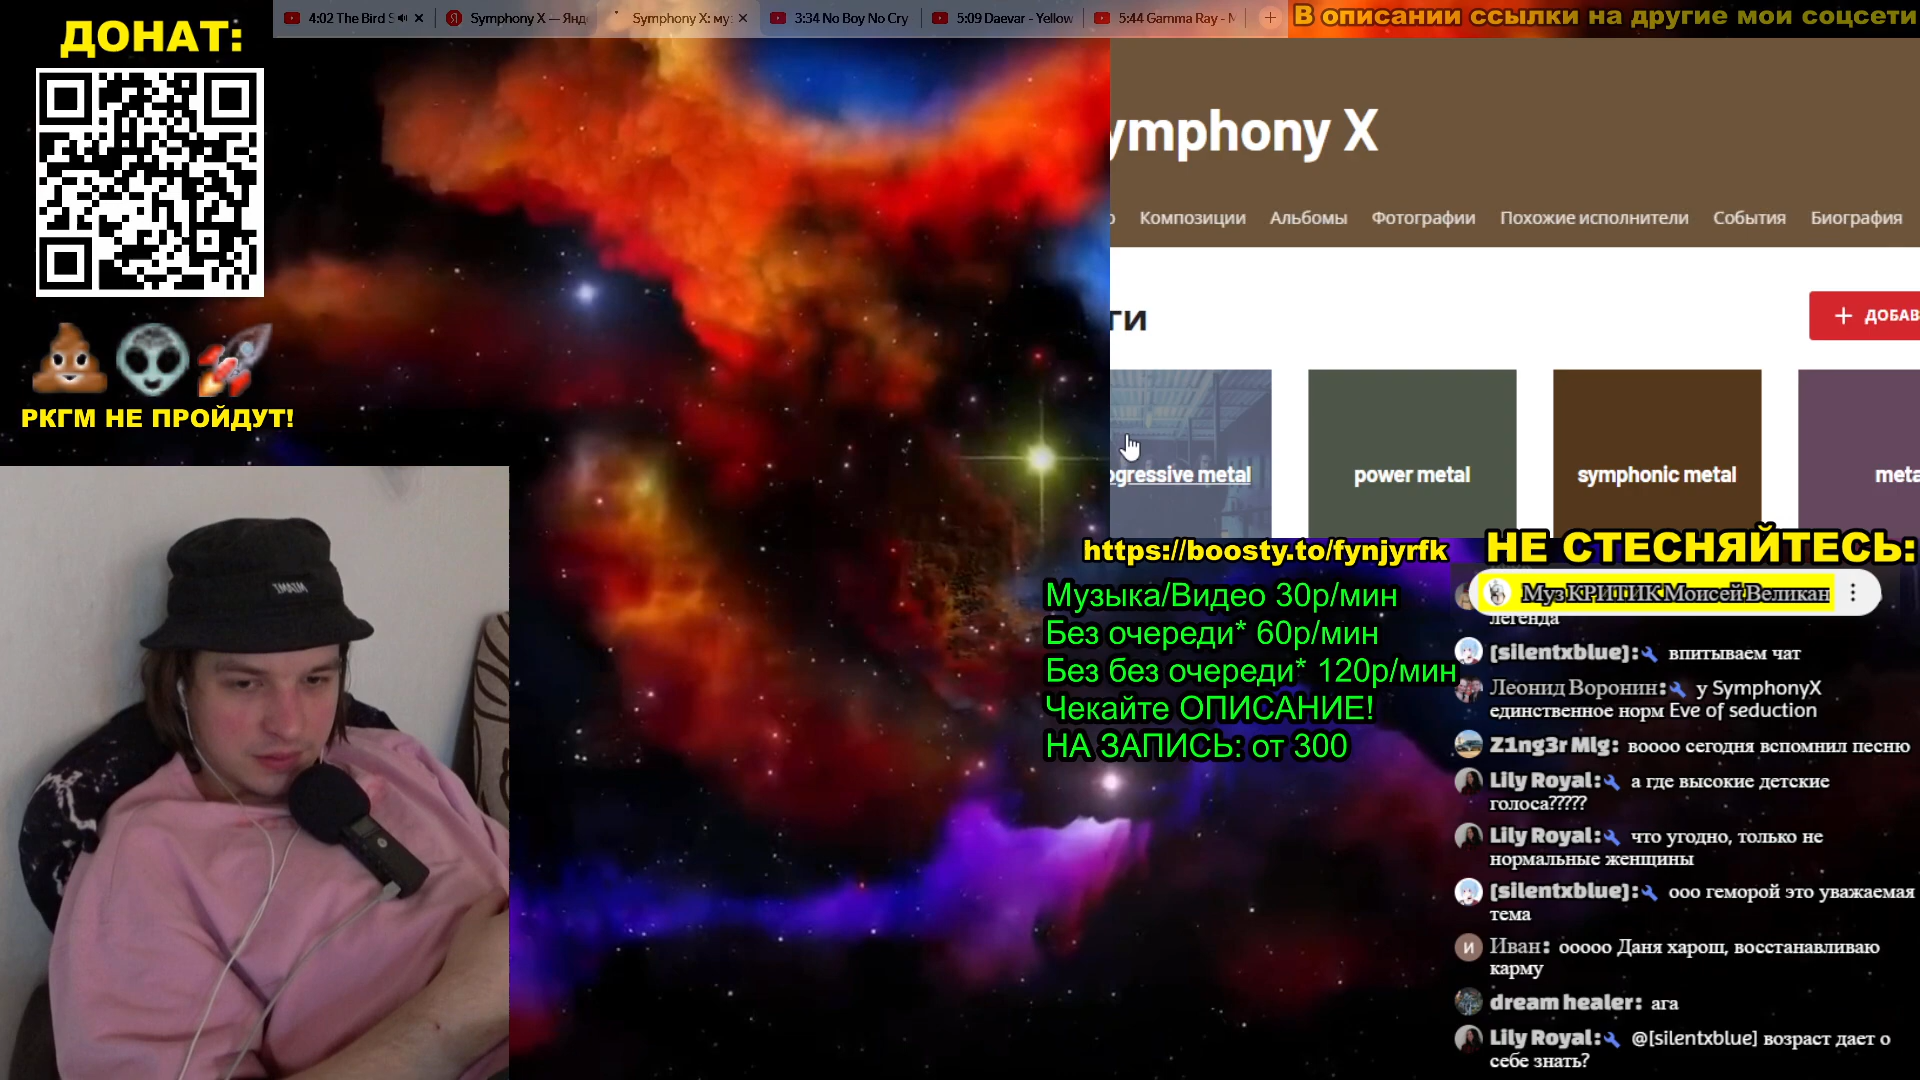 ДОНАТ:
4:02 The Bird S
Symphony X — Янд
Symphony X: му
3:34 No Boy No Cry
5:09 Daevar - Yellow
5:44 Gamma Ray - M
В описании ссылки на другие мои соцсети
ymphony X
Композиции Альбомы Фотографии Похожие исполнители События Биография
ги
+ ДОБАВ
ogressive metal
power metal
symphonic metal
meta
РКГМ НЕ ПРОЙДУТ!
MIAMI
https://boosty.to/fynjyrfk
Музыка/Видео 30р/мин
Без очереди* 60р/мин
Без без очереди* 120р/мин
Чекайте ОПИСАНИЕ!
НА ЗАПИСЬ: от 300
НЕ СТЕСНЯЙТЕСЬ:
Муз КРИТИК Моисей Великан
легенда
[silentxblue]: впитываем чат
Леонид Воронин: у SymphonyX
единственное норм Eve of seduction
Z1ng3r Mlg: воооо сегодня вспомнил песню
Lily Royal: а где высокие детские
голоса?????
Lily Royal: что угодно, только не
нормальные женщины
[silentxblue]: ооо геморой это уважаемая
тема
И Иван: ооооо Даня харош, восстанавливаю
карму
dream healer: ага
Lily Royal: @[silentxblue] возраст дает о
себе знать?